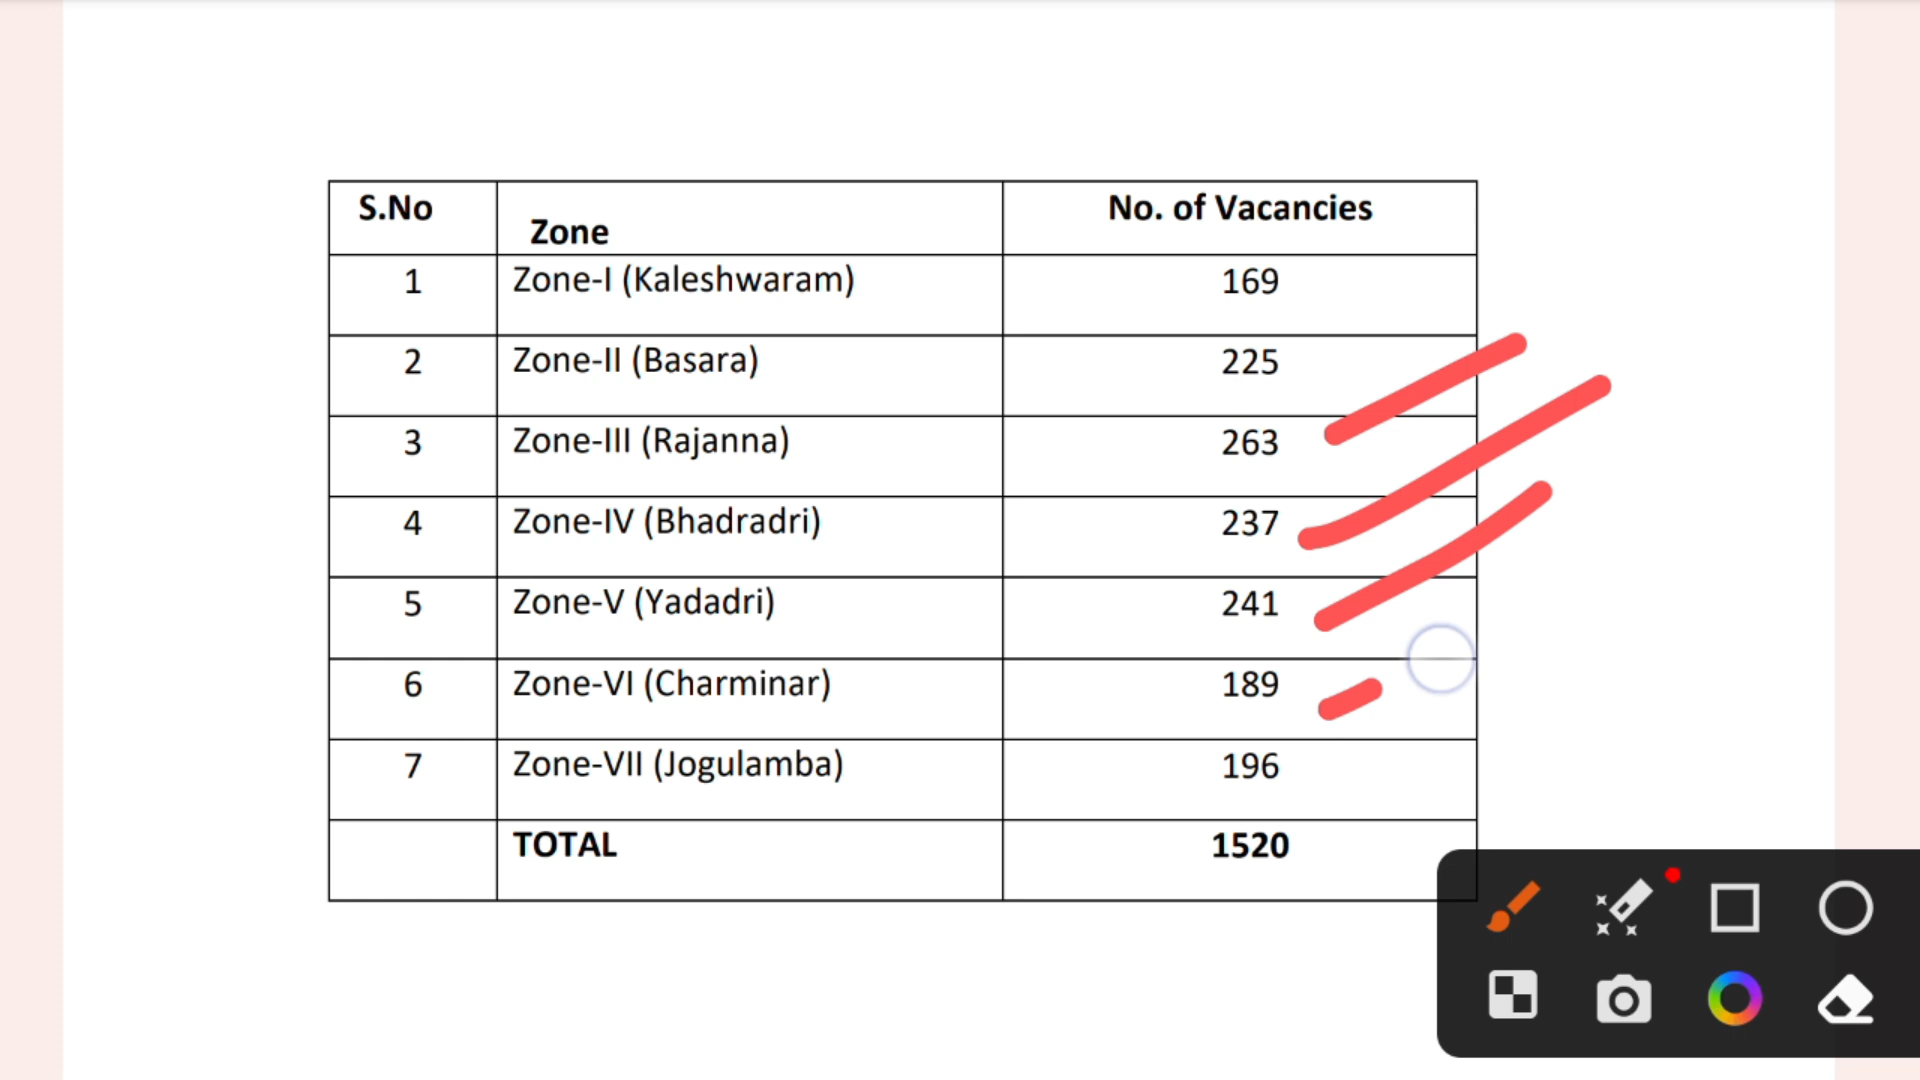 S.No Zone No. of Vacancies
1 Zone-I (Kaleshwaram) 169
2 Zone-II (Basara) 225
3 Zone-III (Rajanna) 263
4 Zone-IV (Bhadradri) 237
5 Zone-V (Yadadri) 241
6 Zone-VI (Charminar) 189
7 Zone-VII (Jogulamba) 196
TOTAL 1520